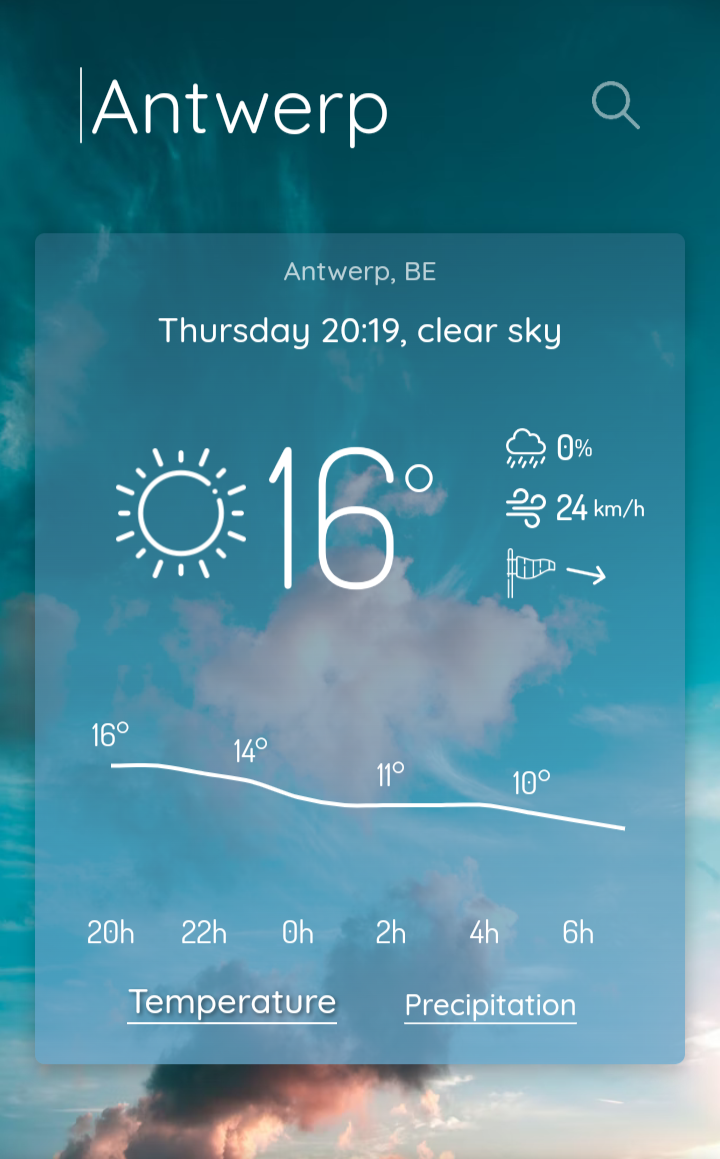 Antwerp
Antwerp, BE
Thursday 20:19, clear sky
16°
0%
24 km/h
16°
14°
11°
10°
20h 22h 0h 2h 4h 6h
Temperature Precipitation